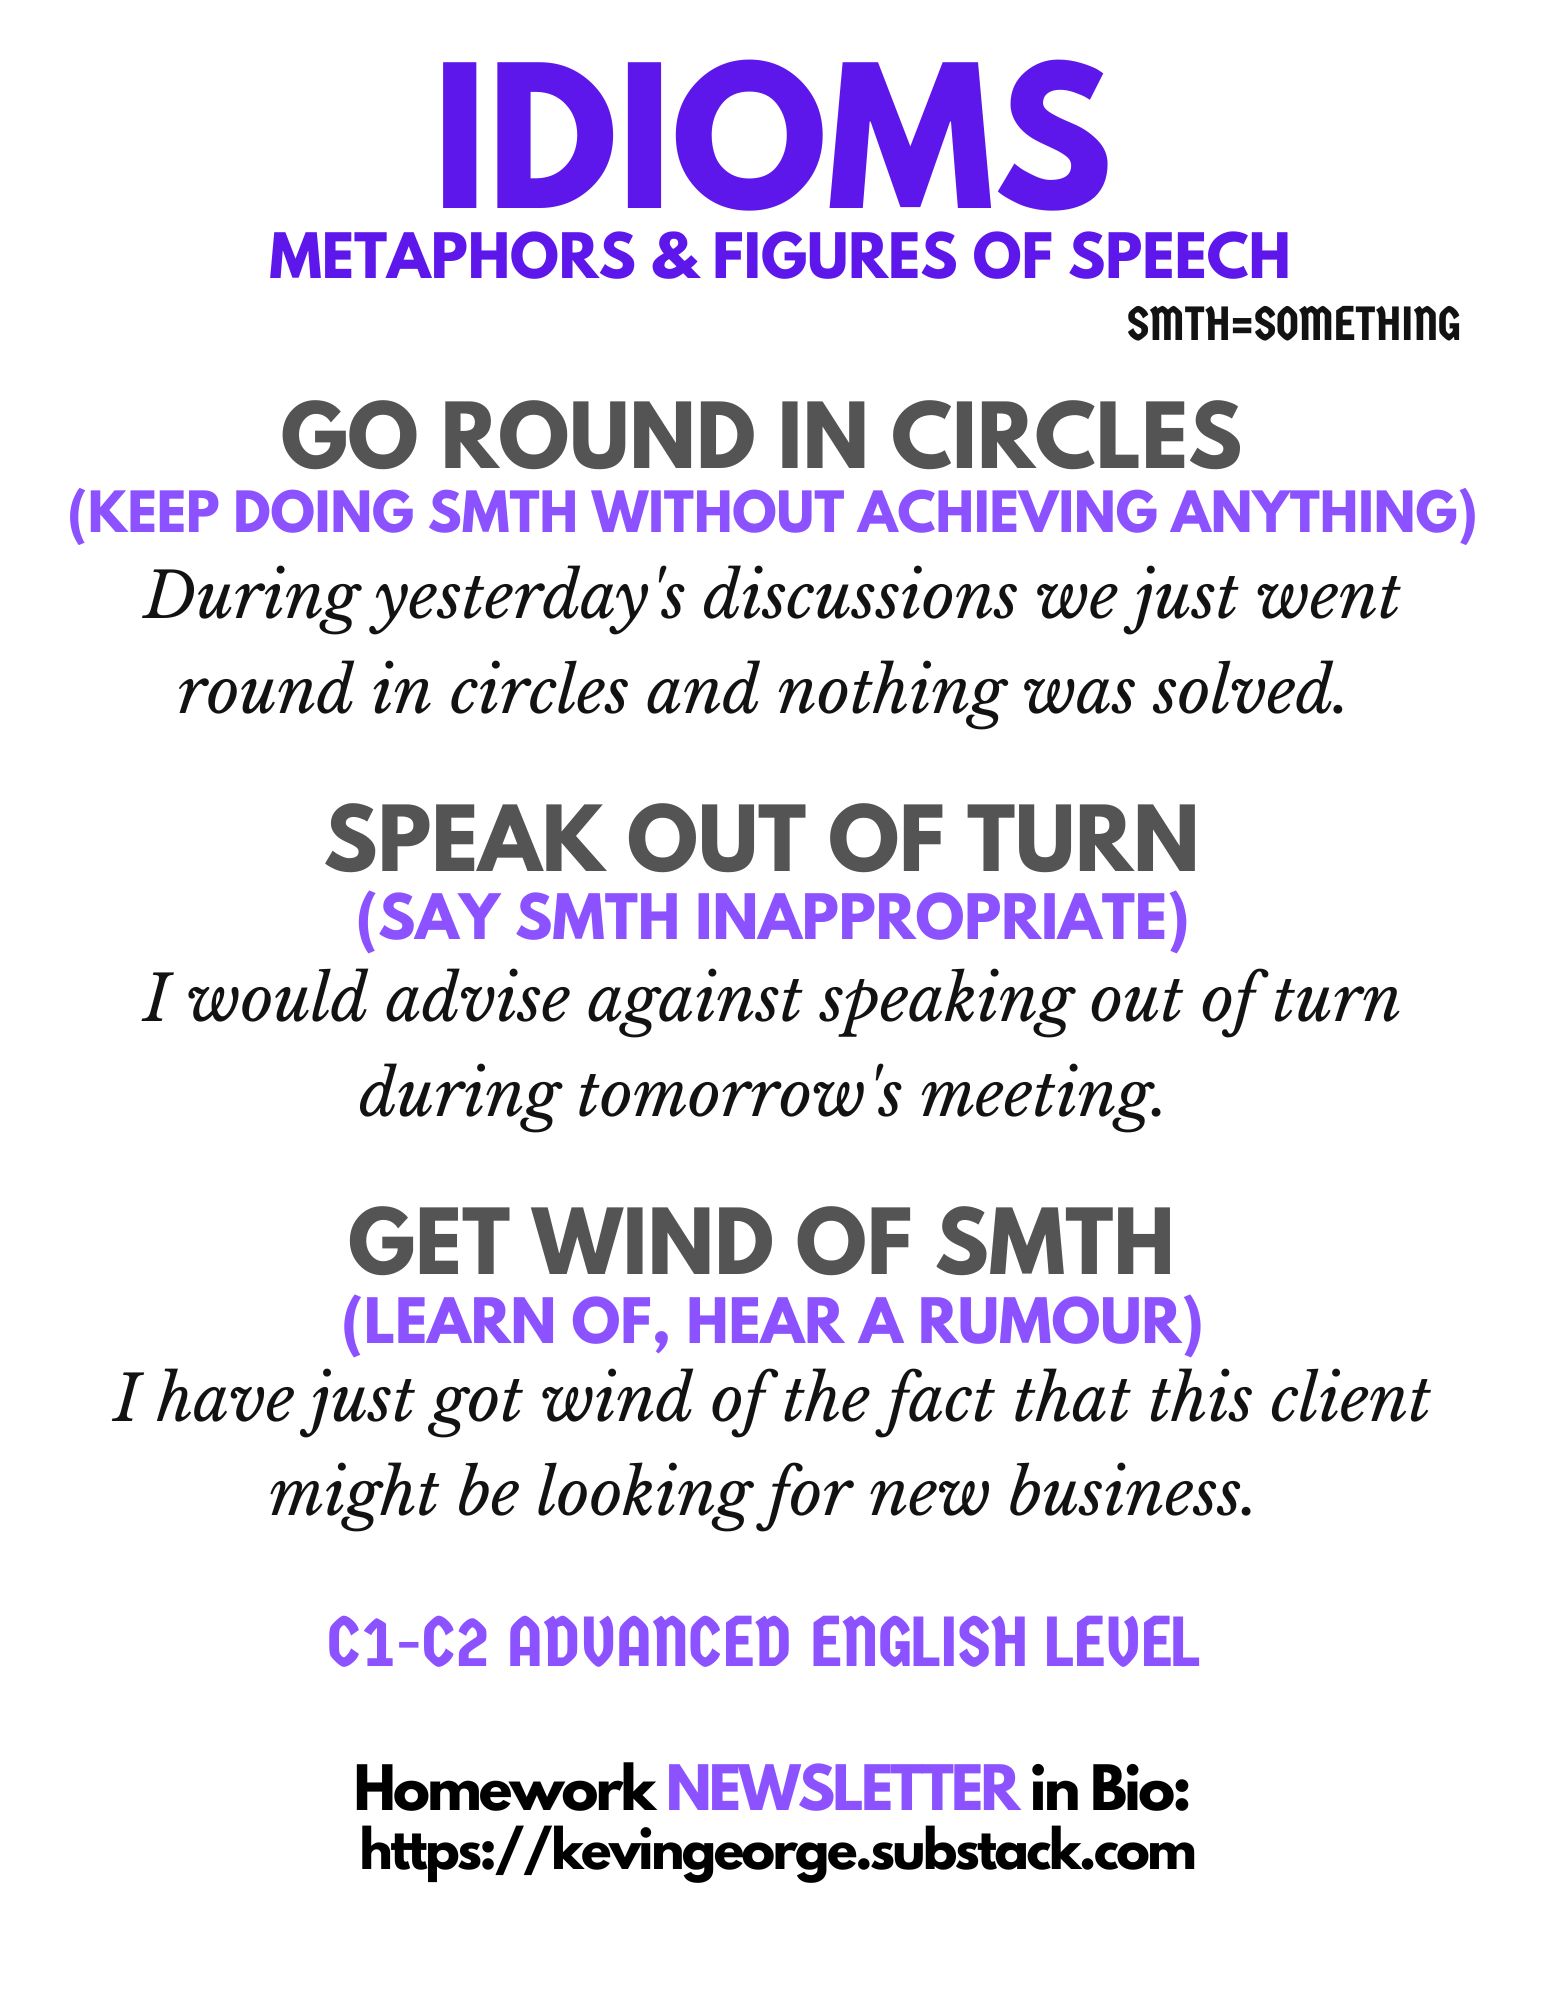 IDIOMS
METAPHORS & FIGURES OF SPEECH
SMTH=SOMETHING
GO ROUND IN CIRCLES
(KEEP DOING SMTH WITHOUT ACHIEVING ANYTHING)
During yesterday's discussions we just went
round in circles and nothing was solved.
SPEAK OUT OF TURN
(SAY SMTH INAPPROPRIATE)
I would advise against speaking out of turn
during tomorrow's meeting.
GET WIND OF SMTH
(LEARN OF, HEAR A RUMOUR)
I have just got wind of the fact that this client
might be looking for new business.
C1-C2 ADVANCED ENGLISH LEVEL
Homework NEWSLETTER in Bio:
https://kevingeorge.substack.com